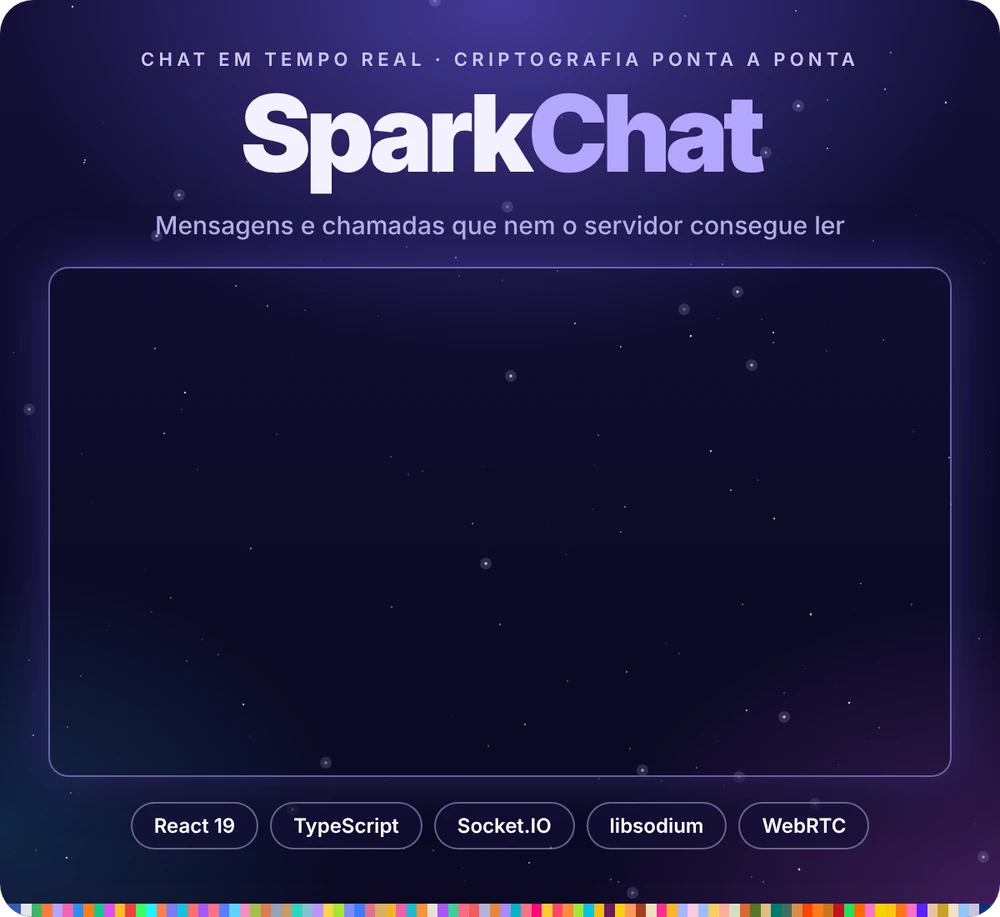 CHAT EM TEMPO REAL · CRIPTOGRAFIA PONTA A PONTA
SparkChat
Mensagens e chamadas que nem o servidor consegue ler
React 19
TypeScript
Socket.IO
libsodium
WebRTC